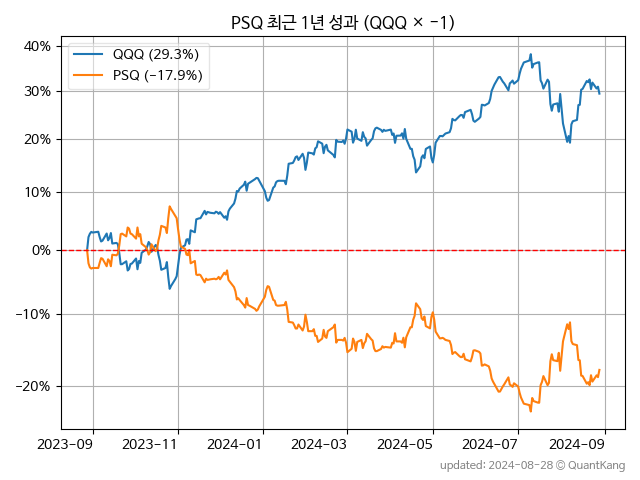 PSQ 최근 1년 성과 (QQQ × −1)
QQQ (29.3%)
PSQ (−17.9%)
40%
30%
20%
10%
0%
−10%
−20%
2023-09 2023-11 2024-01 2024-03 2024-05 2024-07 2024-09
updated: 2024-08-28 © QuantKang